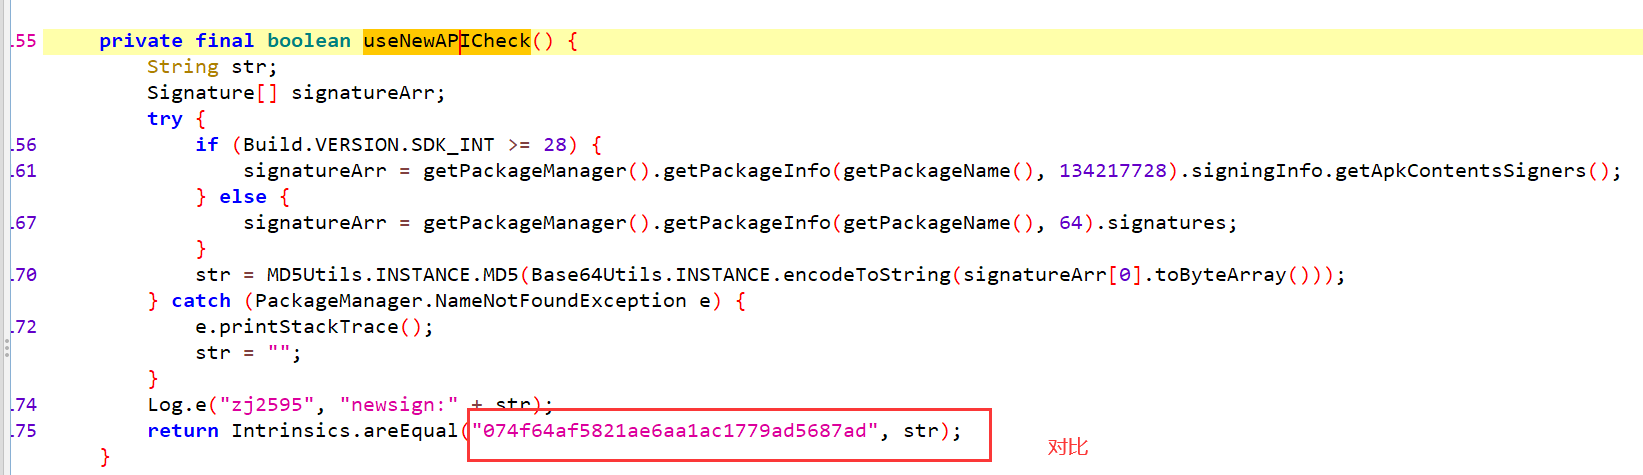 .55 private final boolean useNewAPICheck() {
String str;
Signature[] signatureArr;
try {
.56 if (Build.VERSION.SDK_INT >= 28) {
.61 signatureArr = getPackageManager().getPackageInfo(getPackageName(), 134217728).signingInfo.getApkContentsSigners();
} else {
.67 signatureArr = getPackageManager().getPackageInfo(getPackageName(), 64).signatures;
}
.70 str = MD5Utils.INSTANCE.MD5(Base64Utils.INSTANCE.encodeToString(signatureArr[0].toByteArray()));
} catch (PackageManager.NameNotFoundException e) {
.72 e.printStackTrace();
str = "";
}
.74 Log.e("zj2595", "newsign:" + str);
.75 return Intrinsics.areEqual("074f64af5821ae6aa1ac1779ad5687ad", str);
对比
}